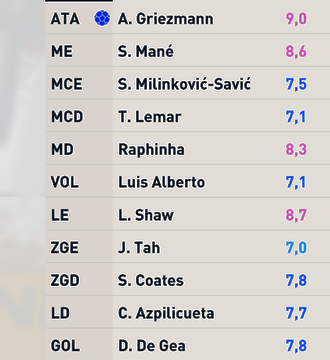 ATA A. Griezmann 9,0
ME S. Mané 8,6
MCE S. Milinković-Savić 7,5
MCD T. Lemar 7,1
MD Raphinha 8,3
VOL Luis Alberto 7,1
LE L. Shaw 8,7
ZGE J. Tah 7,0
ZGD S. Coates 7,8
LD C. Azpilicueta 7,7
GOL D. De Gea 7,8